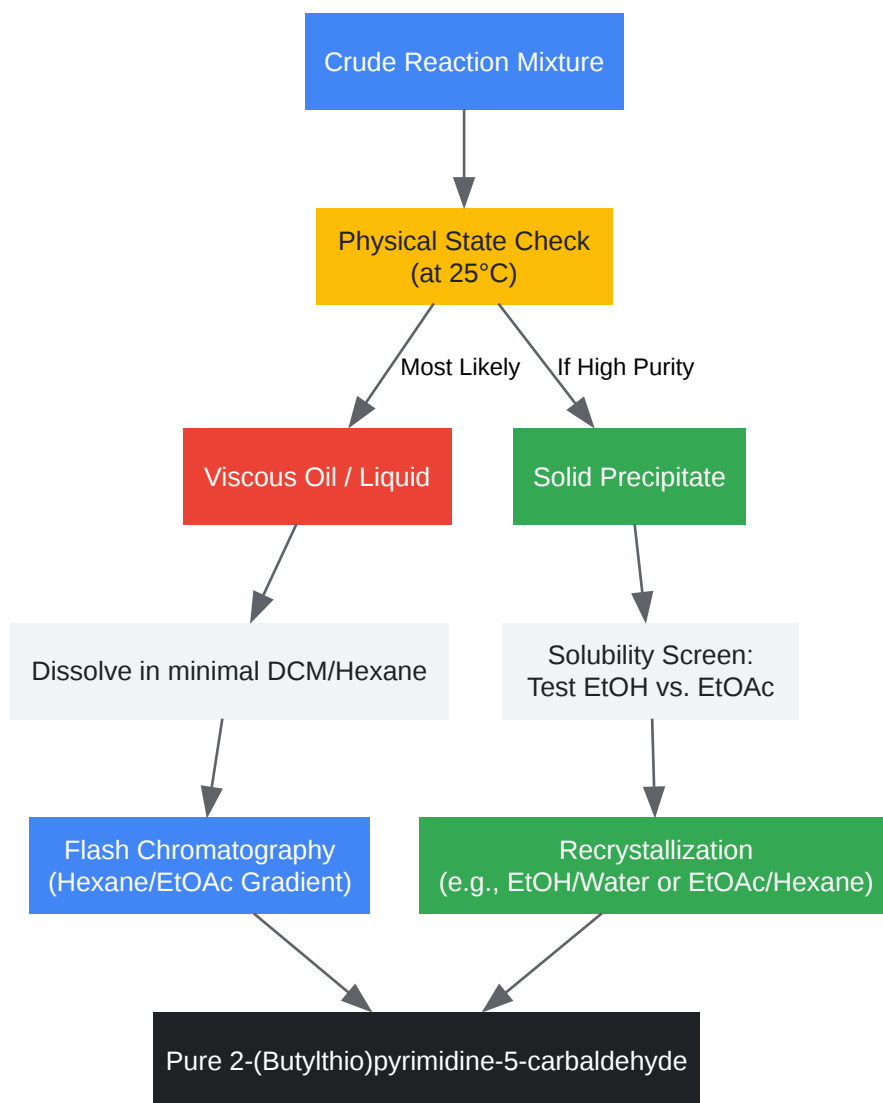 Crude Reaction Mixture
Physical State Check
(at 25°C)
Most Likely
If High Purity
Viscous Oil / Liquid
Solid Precipitate
Dissolve in minimal DCM/Hexane
Solubility Screen:
Test EtOH vs. EtOAc
Flash Chromatography
(Hexane/EtOAc Gradient)
Recrystallization
(e.g., EtOH/Water or EtOAc/Hexane)
Pure 2-(Butylthio)pyrimidine-5-carbaldehyde